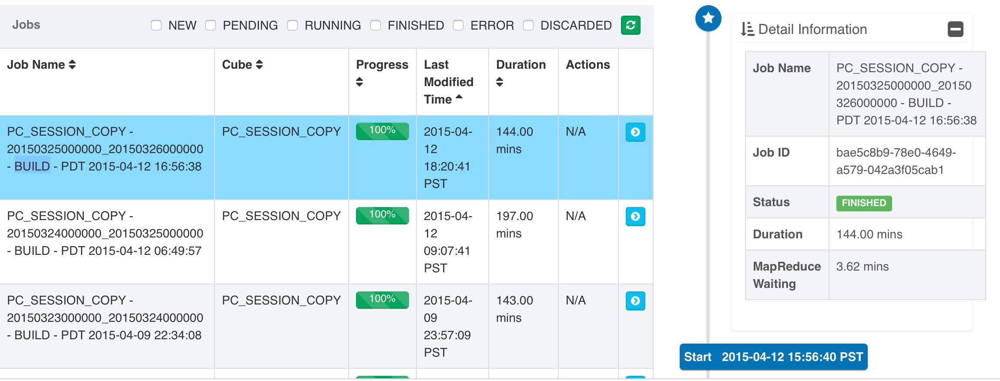 Jobs
NEW PENDING RUNNING FINISHED ERROR DISCARDED
Job Name Cube Progress Last Modified Time Duration Actions
PC_SESSION_COPY -
20150325000000_20150326000000
- BUILD - PDT 2015-04-12 16:56:38
PC_SESSION_COPY
100%
2015-04-
12
18:20:41
PST
144.00
mins
N/A
PC_SESSION_COPY -
20150324000000_20150325000000
- BUILD - PDT 2015-04-12 06:49:57
PC_SESSION_COPY
100%
2015-04-
12
09:07:41
PST
197.00
mins
N/A
PC_SESSION_COPY -
20150323000000_20150324000000
- BUILD - PDT 2015-04-09 22:34:08
PC_SESSION_COPY
100%
2015-04-
09
23:57:09
PST
143.00
mins
N/A
Detail Information
Job Name
PC_SESSION_COPY -
20150325000000_20150
326000000 - BUILD -
PDT 2015-04-12 16:56:38
Job ID
bae5c8b9-78e0-4649-
a579-042a3f05cab1
Status
FINISHED
Duration
144.00 mins
MapReduce
Waiting
3.62 mins
Start 2015-04-12 15:56:40 PST